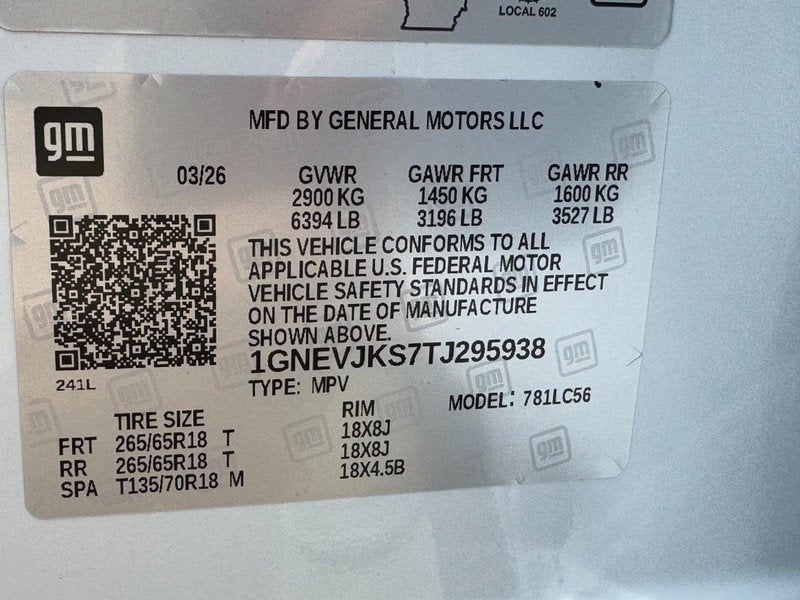 LOCAL 602
gm
MFD BY GENERAL MOTORS LLC
03/26 GVWR GAWR FRT GAWR RR
2900 KG 1450 KG 1600 KG
6394 LB 3196 LB 3527 LB
THIS VEHICLE CONFORMS TO ALL
APPLICABLE U.S. FEDERAL MOTOR
VEHICLE SAFETY STANDARDS IN EFFECT
ON THE DATE OF MANUFACTURE
SHOWN ABOVE.
1GNEVJKS7TJ295938
241L
TYPE: MPV MODEL: 781LC56
TIRE SIZE RIM
FRT 265/65R18 T 18X8J
RR 265/65R18 T 18X8J
SPA T135/70R18 M 18X4.5B